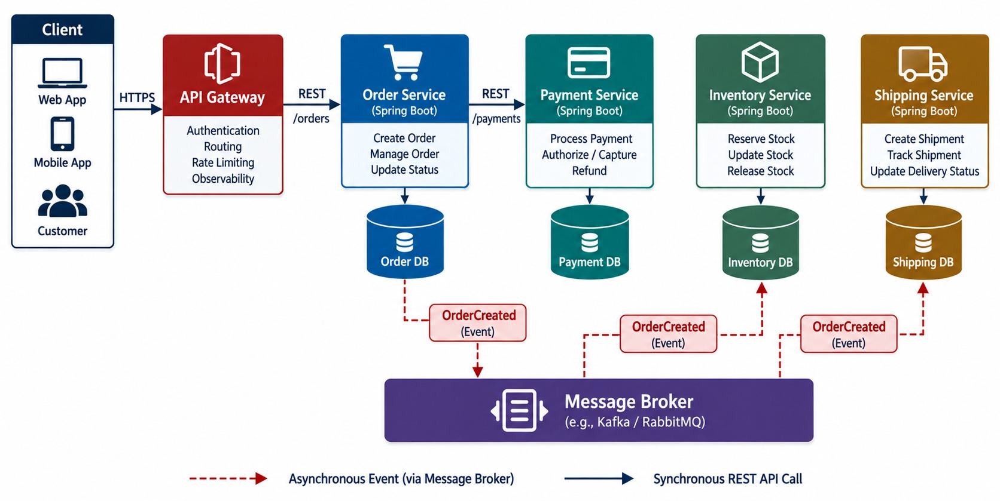 Client
Web App
Mobile App
Customer
HTTPS
API Gateway
Authentication
Routing
Rate Limiting
Observability
REST
/orders
Order Service
(Spring Boot)
Create Order
Manage Order
Update Status
REST
/payments
Payment Service
(Spring Boot)
Process Payment
Authorize / Capture
Refund
Inventory Service
(Spring Boot)
Reserve Stock
Update Stock
Release Stock
Shipping Service
(Spring Boot)
Create Shipment
Track Shipment
Update Delivery Status
Order DB
Payment DB
Inventory DB
Shipping DB
OrderCreated
(Event)
OrderCreated
(Event)
OrderCreated
(Event)
Message Broker
(e.g., Kafka / RabbitMQ)
Asynchronous Event (via Message Broker)
Synchronous REST API Call